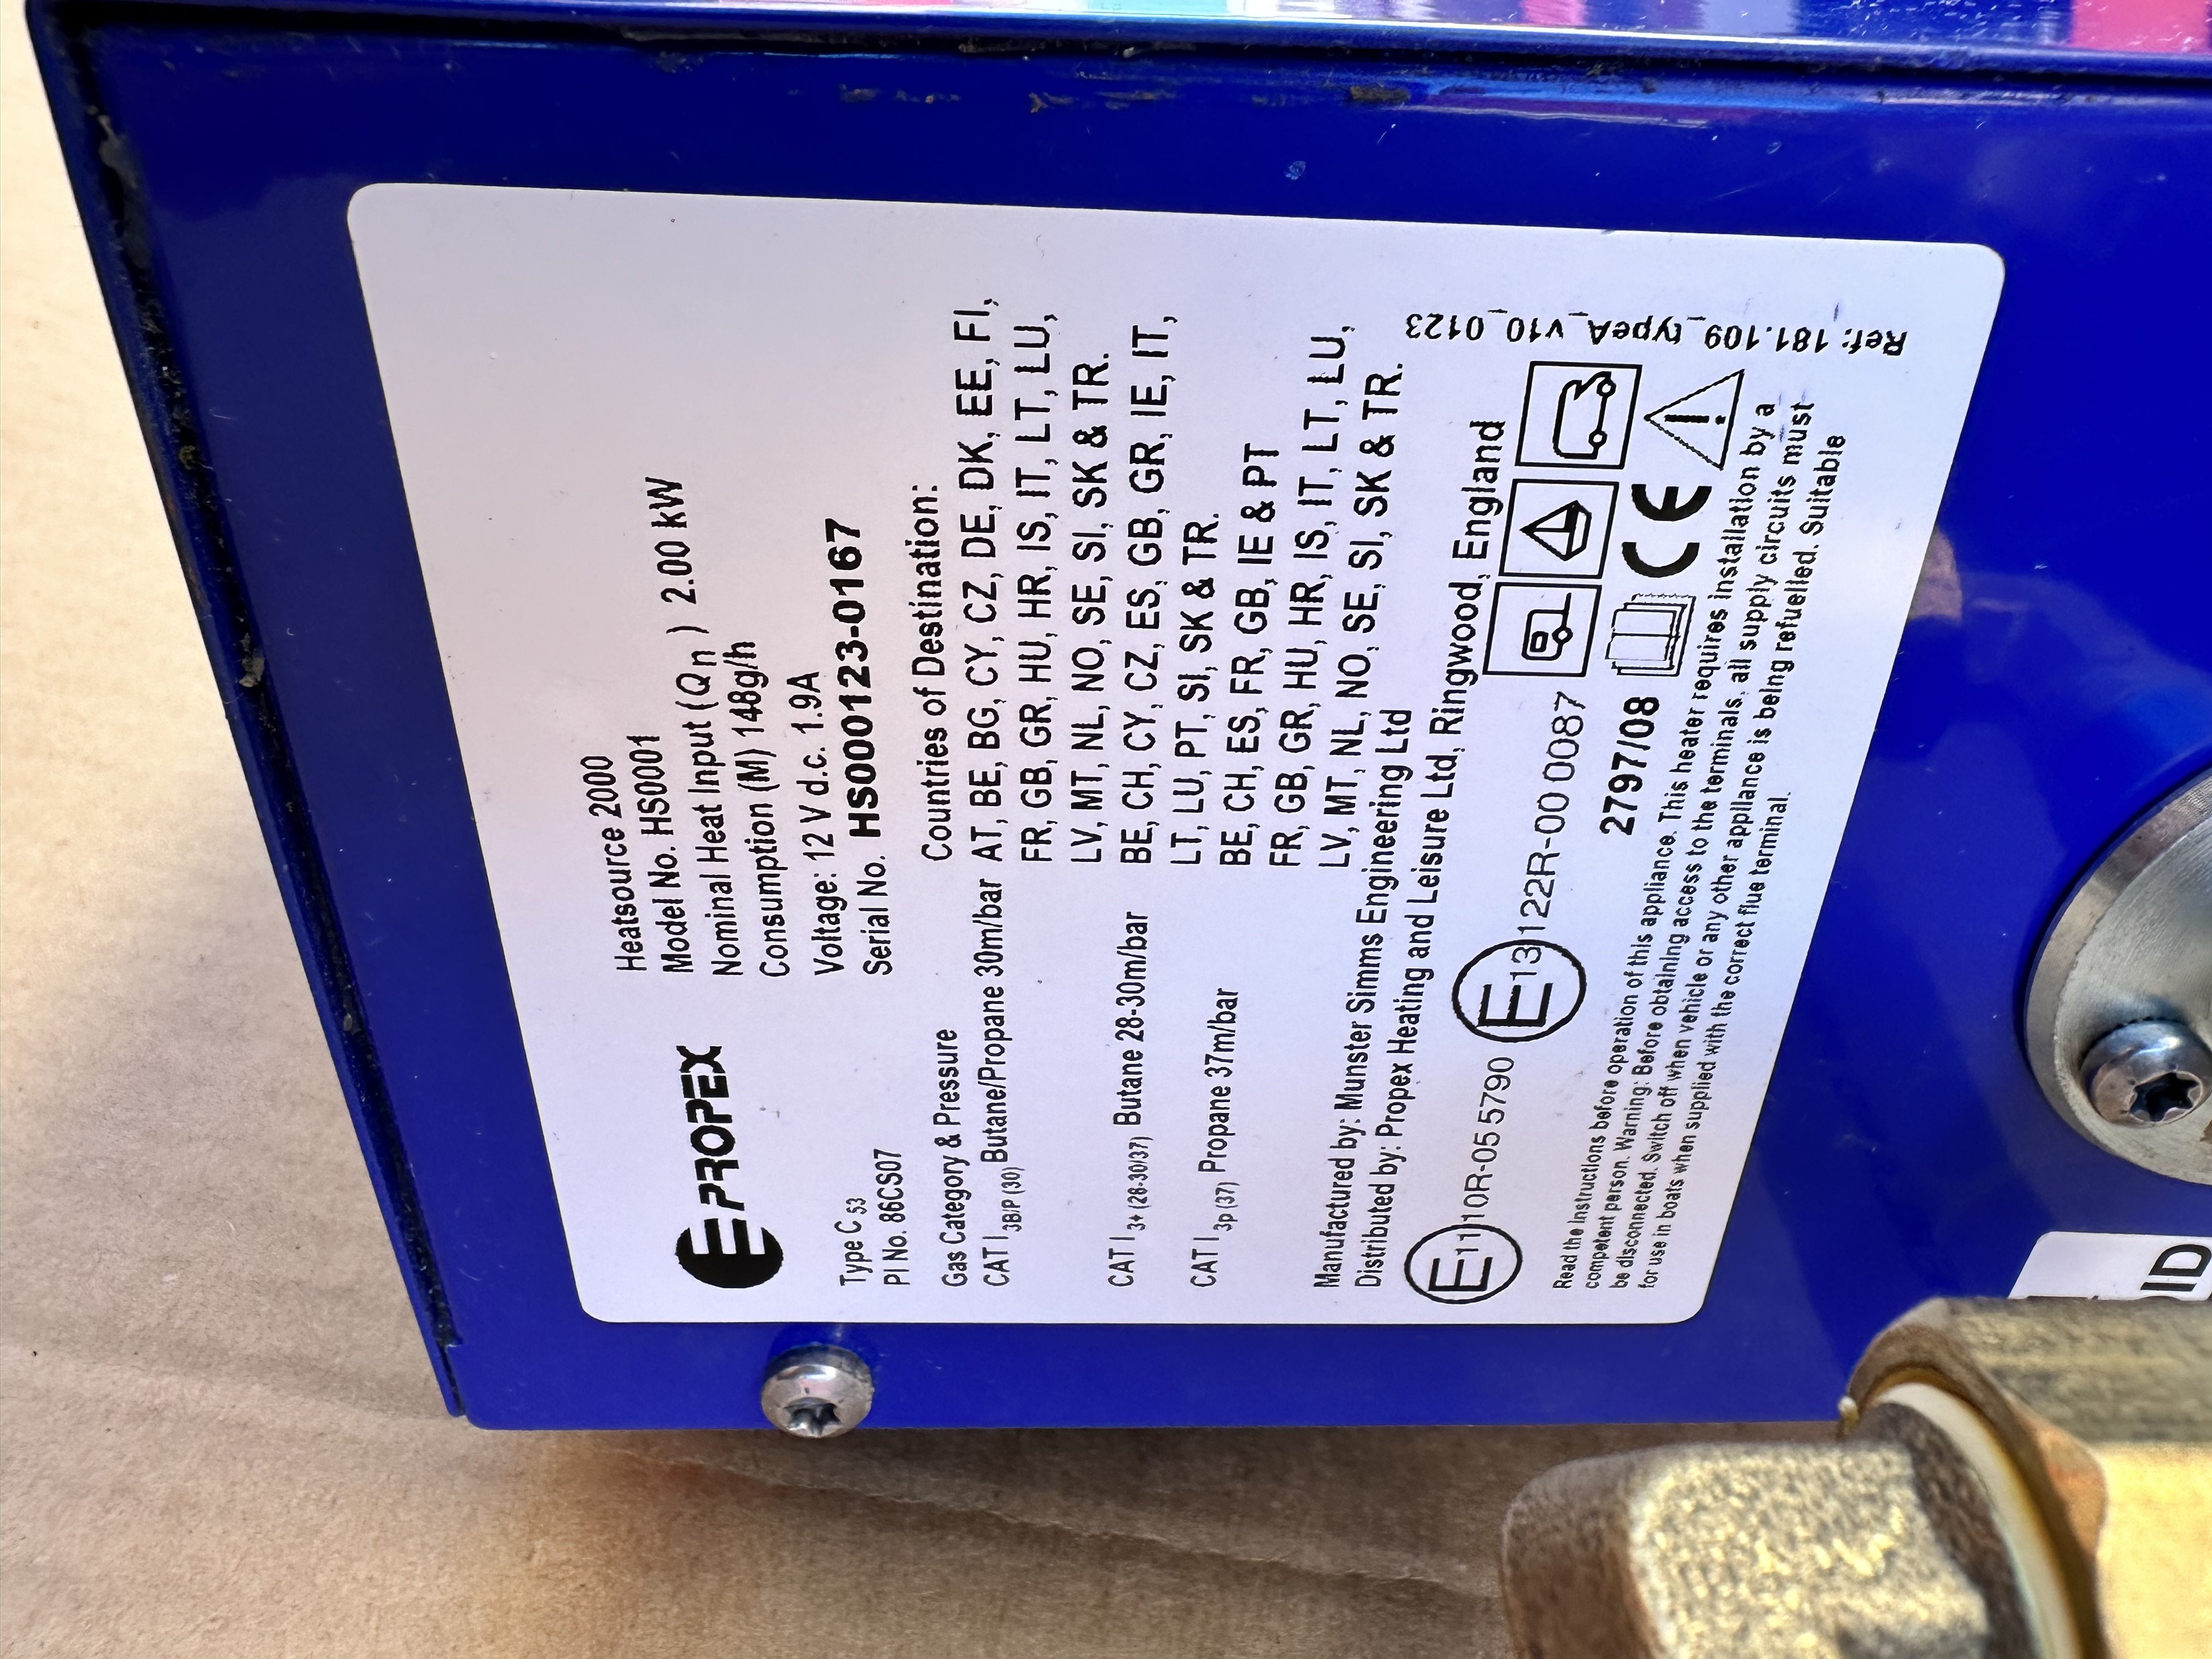 PROPEX
Heatsource 2000
Model No. HS0001
Nominal Heat Input (Qn) 2.00 kW
Consumption (M) 148g/h
Voltage: 12 V d.c. 1.9A
Serial No. HS000123-0167
Type C 53
PI No. 86CS07
Gas Category & Pressure
Countries of Destination:
CAT I 3B/P (30) Butane/Propane 30m/bar AT, BE, BG, CY, CZ, DE, DK, EE, FI,
FR, GB, GR, HU, HR, IS, IT, LT, LU,
LV, MT, NL, NO, SE, SI, SK & TR.
CAT I 3+ (28-30/37) Butane 28-30m/bar BE, CH, CY, CZ, ES, GB, GR, IE, IT,
LT, LU, PT, SI, SK & TR.
CAT I 3p (37) Propane 37m/bar BE, CH, ES, FR, GB, IE & PT
FR, GB, GR, HU, HR, IS, IT, LT, LU,
LV, MT, NL, NO, SE, SI, SK & TR.
Manufactured by: Munster Simms Engineering Ltd
Distributed by: Propex Heating and Leisure Ltd, Ringwood, England
E11 10R-05 5790 E13 122R-00 0087
2797/08 CE
Read the instructions before operation of this appliance. This heater requires installation by a
competent person. Warning: Before obtaining access to the terminals, all supply circuits must
be disconnected. Switch off when vehicle or any other appliance is being refuelled. Suitable
for use in boats when supplied with the correct flue terminal.
Ref: 181.109_typeA_v10_0123